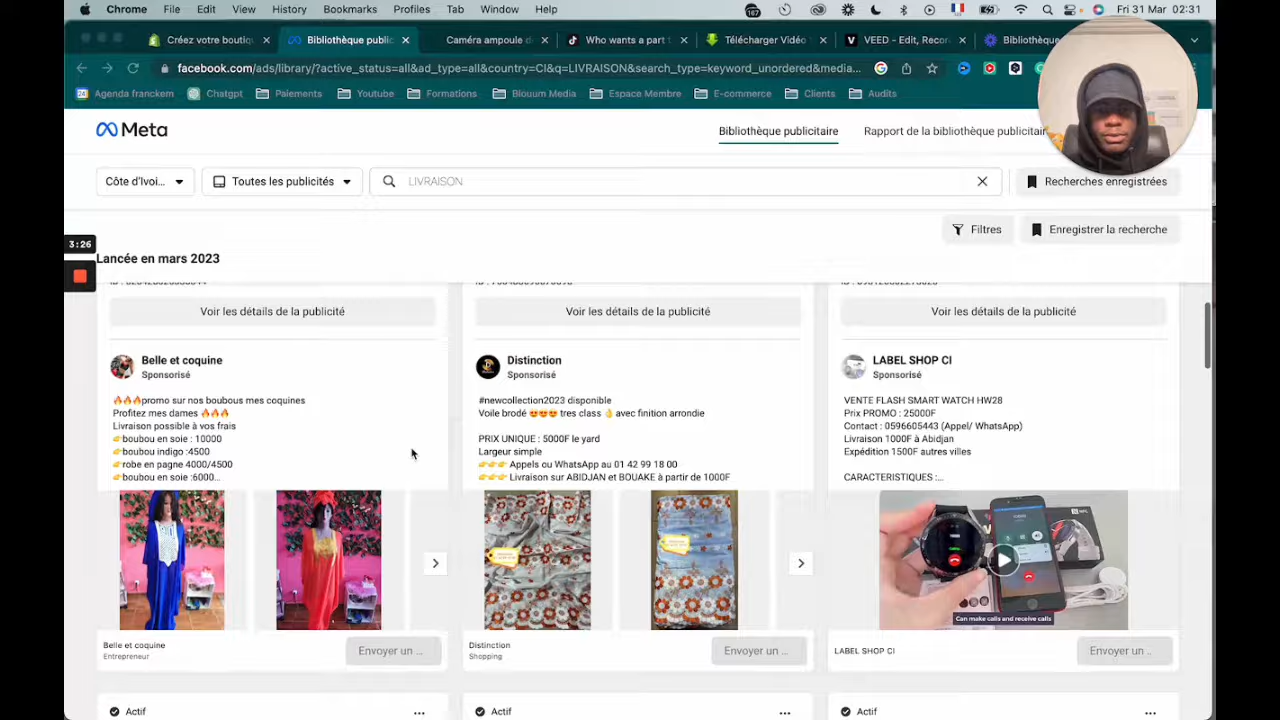 Chrome File Edit View History Bookmarks Profiles Tab Window Help
167
Fri 31 Mar 02:31
Créez votre boutiq
Bibliothèque public
Caméra ampoule d
Who wants a part t
Télécharger Vidéo
VEED - Edit, Recor
Bibliothèque
facebook.com/ads/library/?active_status=all&ad_type=all&country=CI&q=LIVRAISON&search_type=keyword_unordered&media...
Agenda franckem
Chatgpt
Paiements
Youtube
Formations
Blouum Media
Espace Membre
E-commerce
Clients
Audits
Meta
Bibliothèque publicitaire
Rapport de la bibliothèque publicitair
Côte d'Ivoi...
Toutes les publicités
LIVRAISON
Recherches enregistrées
Filtres
Enregistrer la recherche
3:26
Lancée en mars 2023
Voir les détails de la publicité
Voir les détails de la publicité
Voir les détails de la publicité
Belle et coquine
Sponsorisé
🔥🔥🔥promo sur nos boubous mes coquines
Profitez mes dames 🔥🔥🔥
Livraison possible à vos frais
👉boubou en soie : 10000
👉boubou indigo :4500
👉robe en pagne 4000/4500
👉boubou en soie :6000...
Belle et coquine
Entrepreneur
Envoyer un ...
Distinction
Sponsorisé
#newcollection2023 disponible
Voile brodé 😍😍😍 tres class 👌 avec finition arrondie
PRIX UNIQUE : 5000F le yard
Largeur simple
👉👉👉 Appels ou WhatsApp au 01 42 99 18 00
👉👉👉 Livraison sur ABIDJAN et BOUAKE à partir de 1000F
Distinction
Shopping
Envoyer un ...
LABEL SHOP CI
Sponsorisé
VENTE FLASH SMART WATCH HW28
Prix PROMO : 25000F
Contact : 0596605443 (Appel/ WhatsApp)
Livraison 1000F à Abidjan
Expédition 1500F autres villes
CARACTERISTIQUES :...
Can make calls and receive calls
LABEL SHOP CI
Envoyer un ..
Actif
Actif
Actif